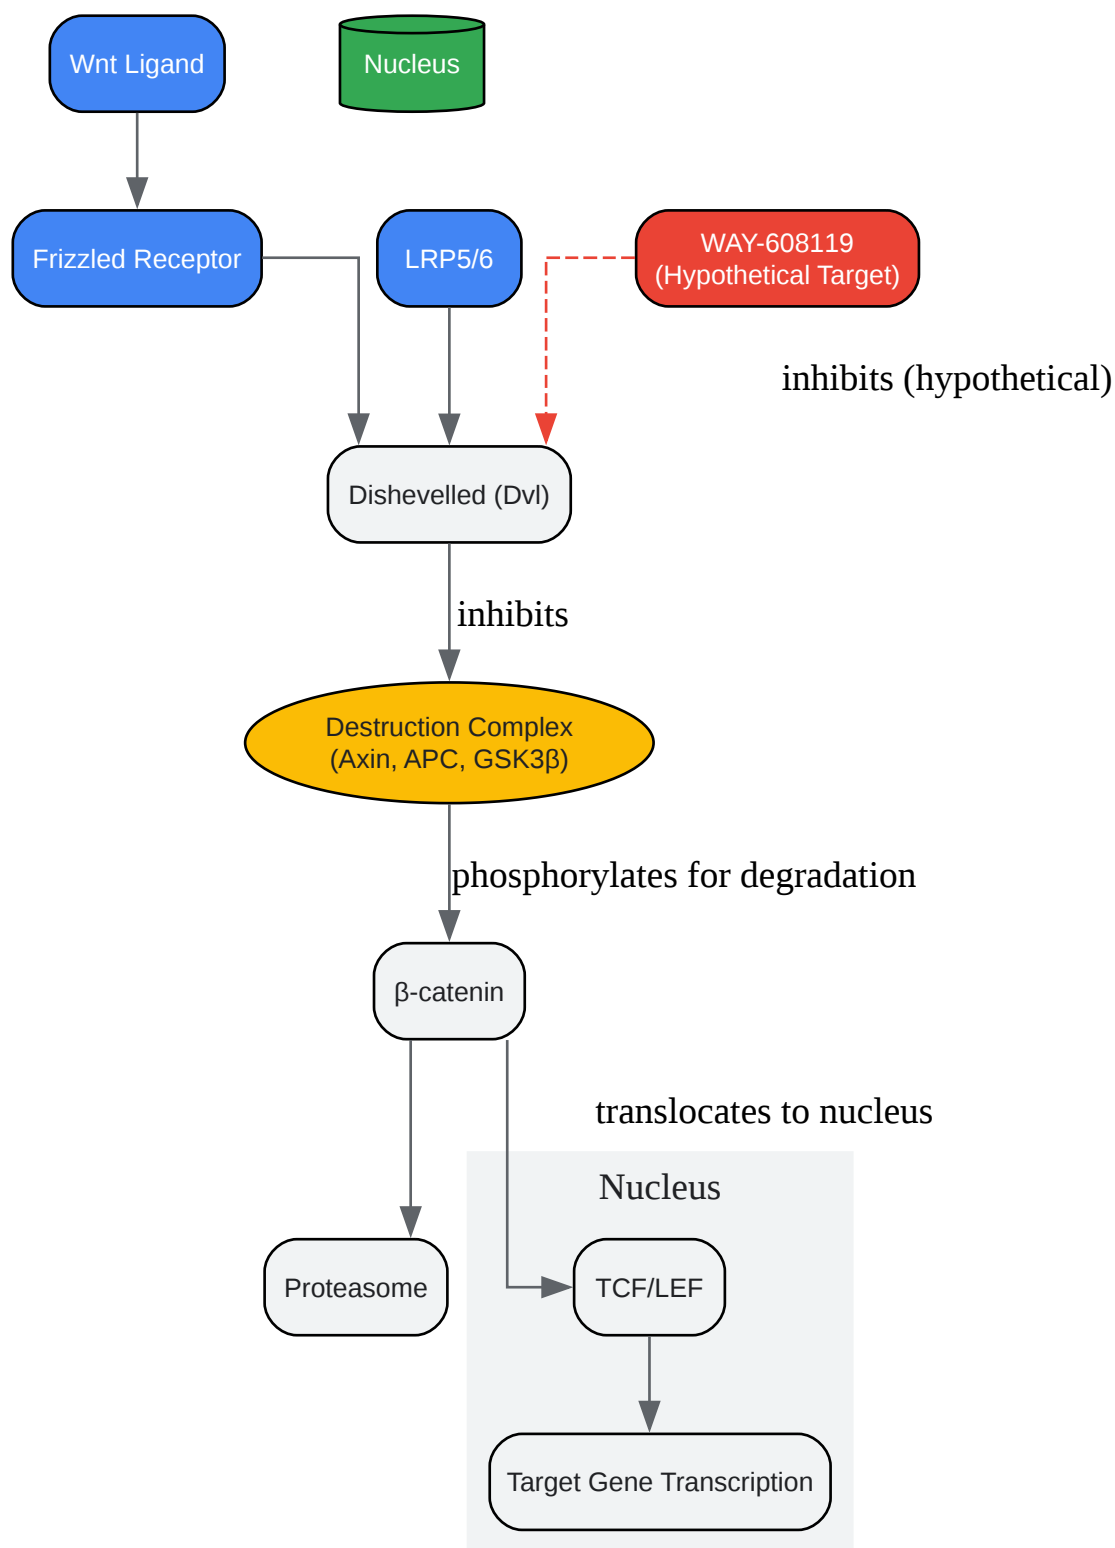 Wnt Ligand
Nucleus
Frizzled Receptor
LRP5/6
WAY-608119
(Hypothetical Target)
inhibits (hypothetical)
Dishevelled (Dvl)
inhibits
Destruction Complex
(Axin, APC, GSK3β)
phosphorylates for degradation
β-catenin
translocates to nucleus
Nucleus
Proteasome
TCF/LEF
Target Gene Transcription